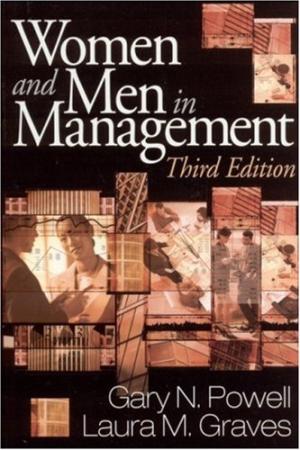 Women
and Men in
Management
Third Edition
Gary N. Powell
Laura M. Graves